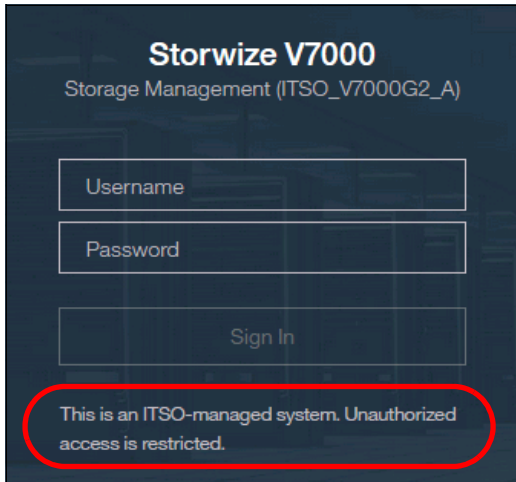 Storwize V7000
Storage Management (ITSO_V7000G2_A)
Username
Password
Sign In
This is an ITSO-managed system. Unauthorized
access is restricted.